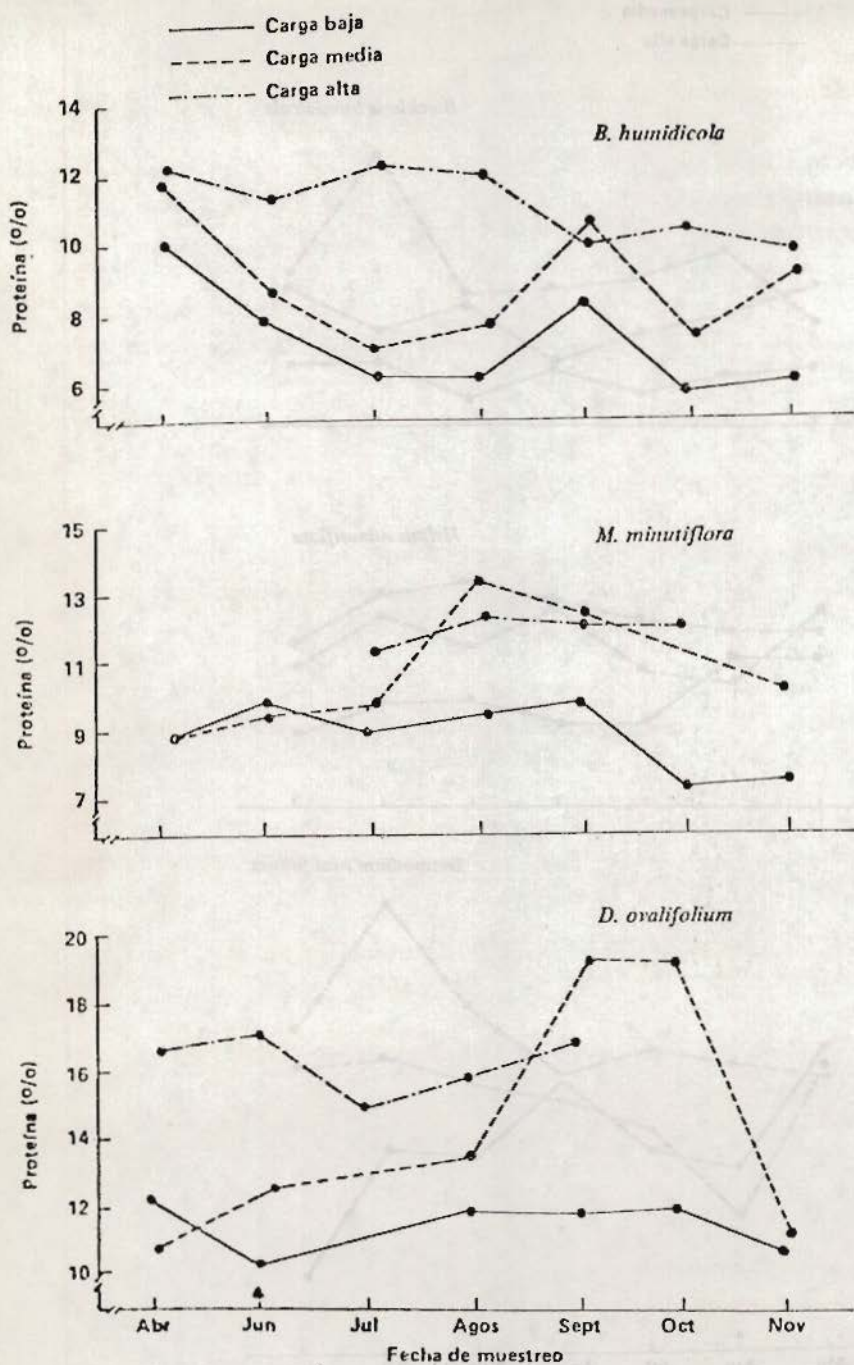 Carga baja
Carga media
Carga alta
B. humidicola
Proteína (º/o)
14
12
10
8
6
M. minutiflora
Proteína (º/o)
15
13
11
9
7
D. ovalifolium
Proteína (º/o)
20
18
16
14
12
10
Abr Jun Jul Agos Sept Oct Nov
Fecha de muestreo